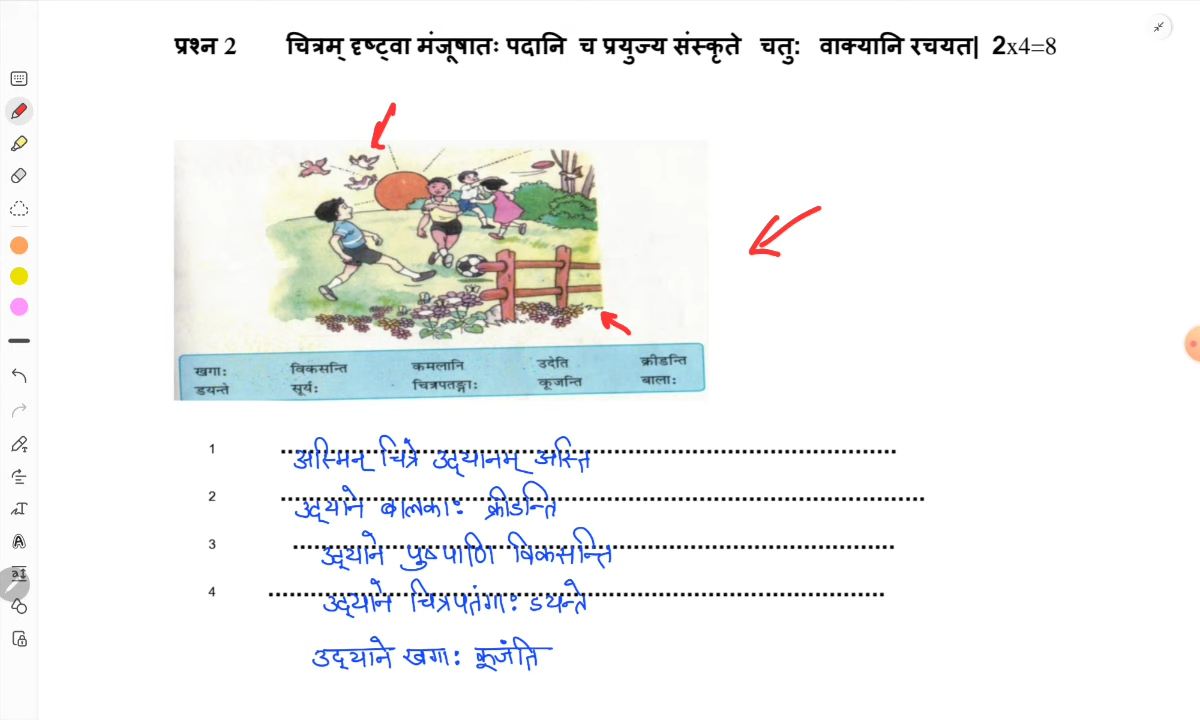 प्रश्न 2 चित्रम् दृष्ट्वा मंजूषातः पदानि च प्रयुज्य संस्कृते चतु: वाक्यानि रचयत| 2x4=8
खगाः विकसन्ति कमलानि उदेति क्रीडन्ति
डयन्ते सूर्यः चित्रपतङ्गाः कूजन्ति बालाः
1 अस्मिन् चित्रे उद्यानम् अस्ति
2 उद्याने बालकाः क्रीडन्ति
3 उद्याने पुष्पाणि विकसन्ति
4 उद्याने चित्रपतंगाः डयन्ते
उद्याने खगाः कूजंति